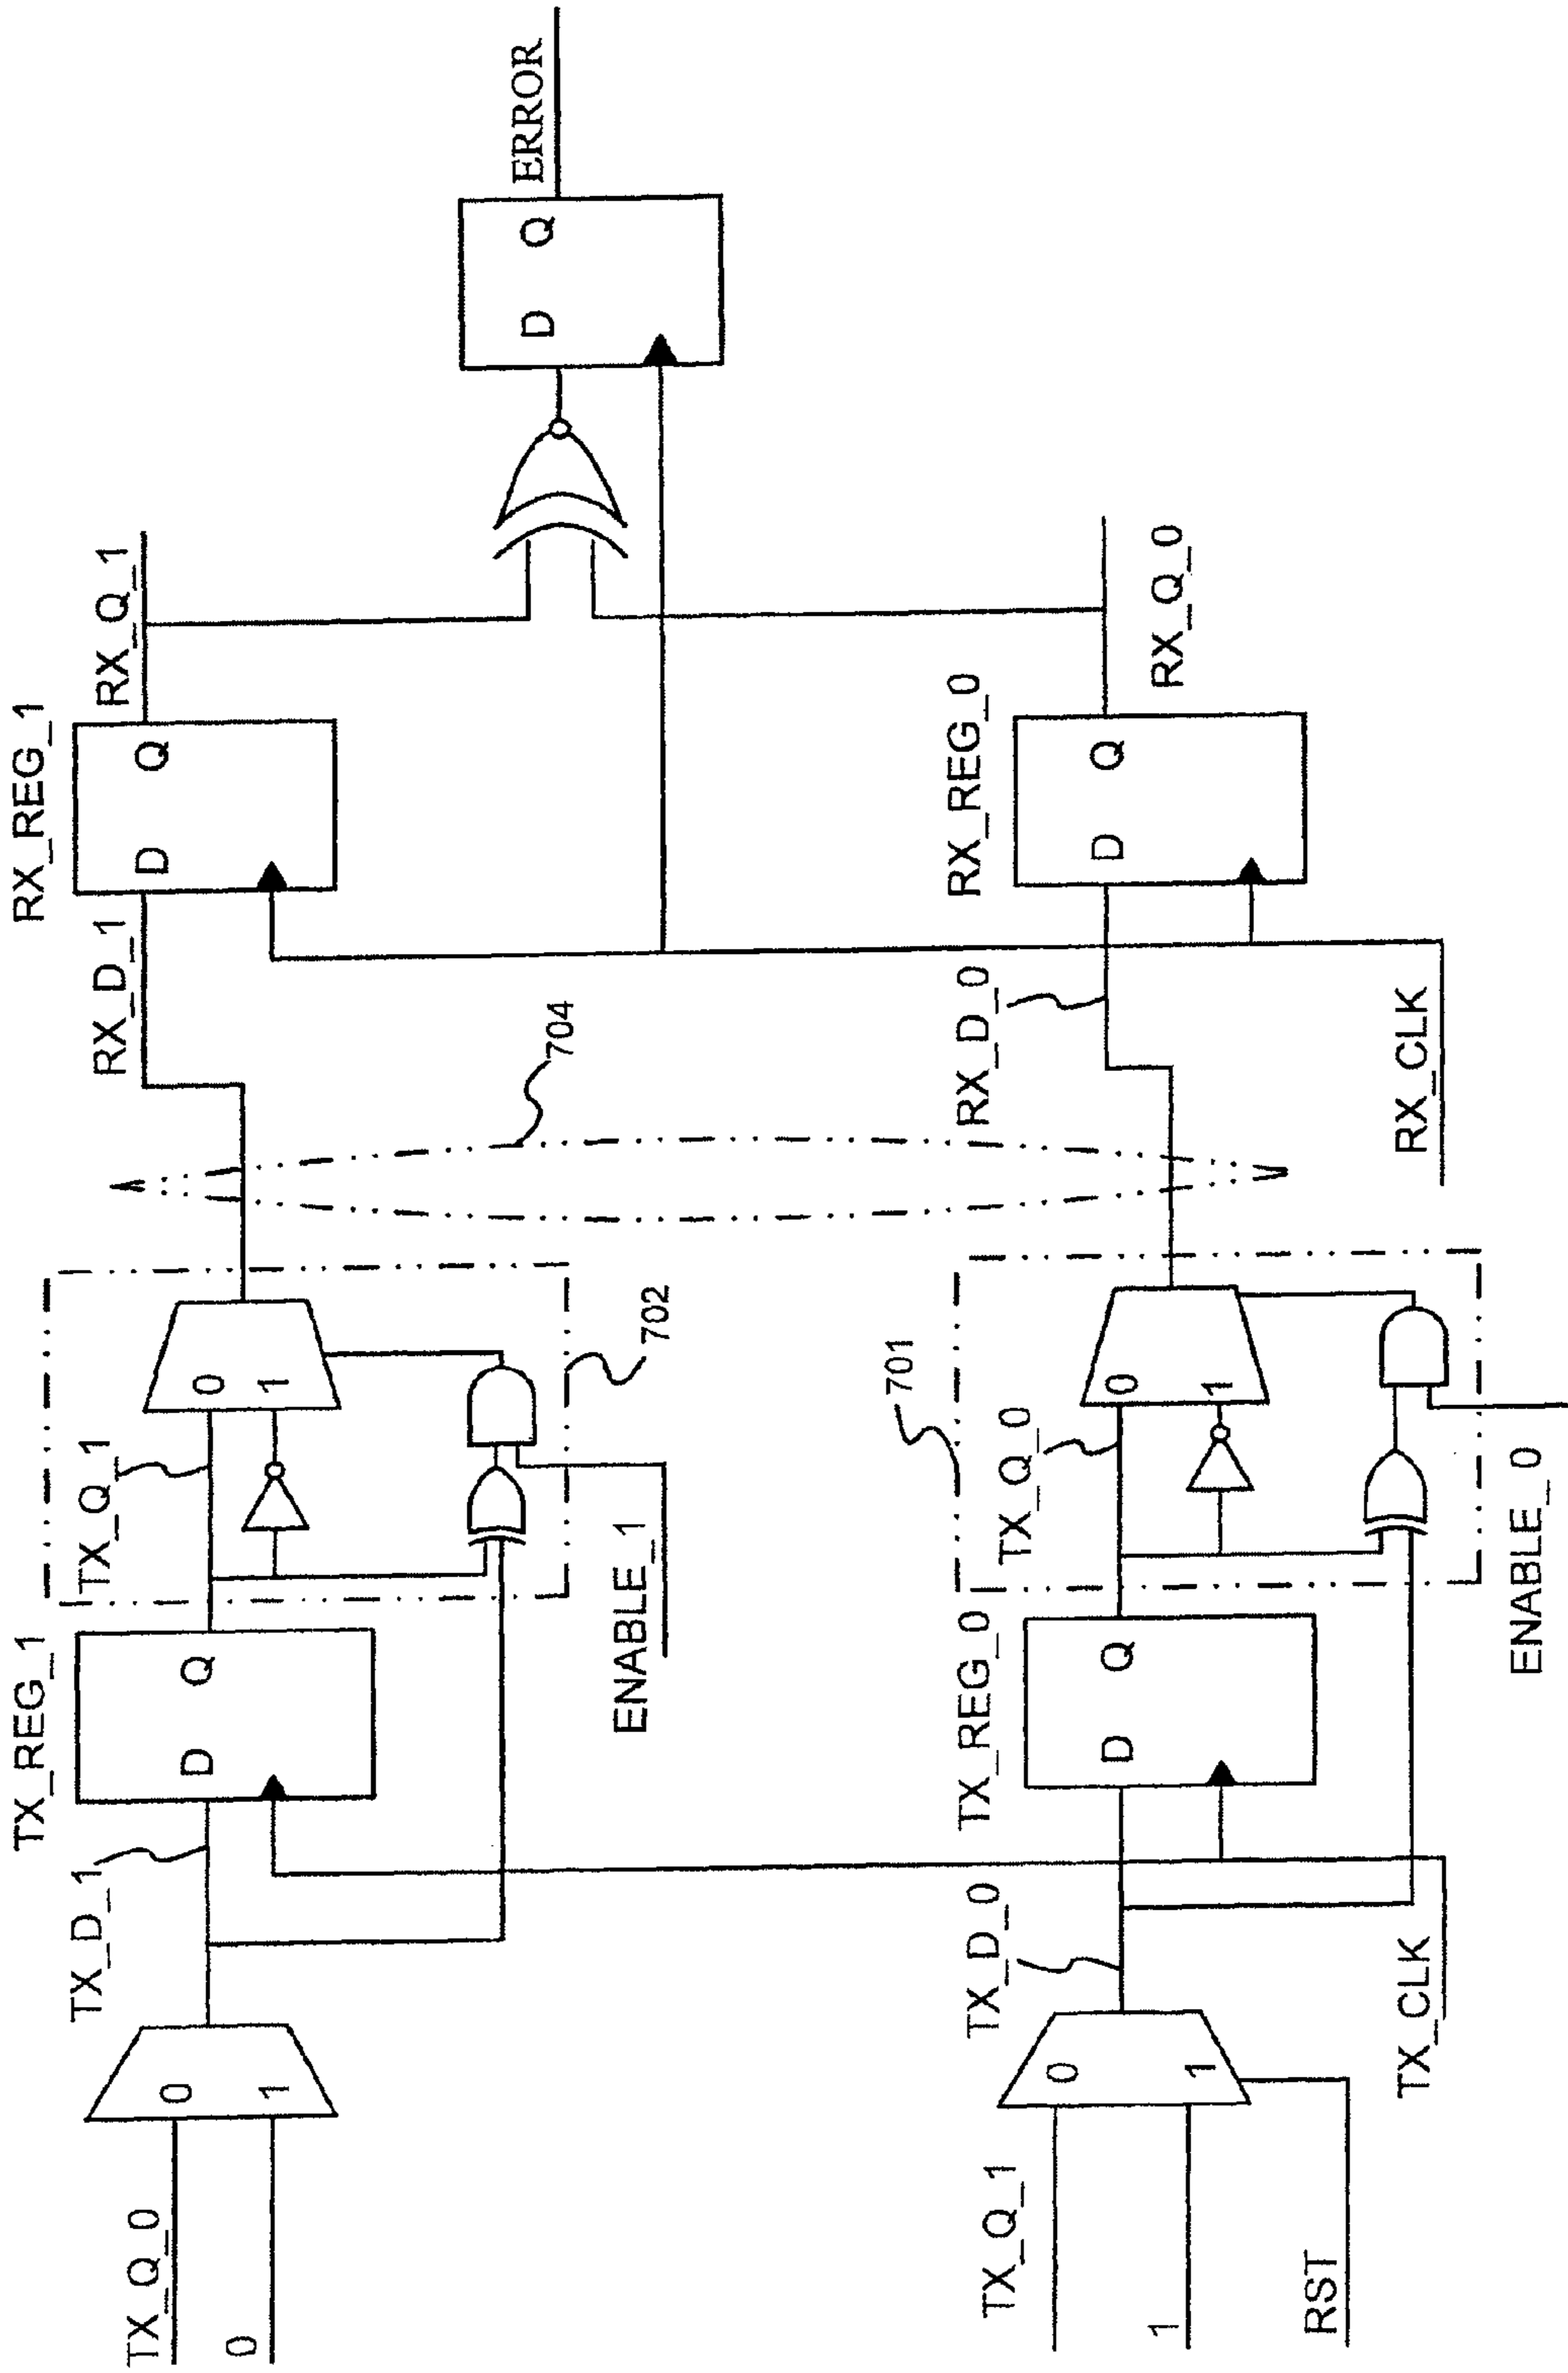 TX_Q_0
0
0
1
TX_D_1
TX_REG_1
D
Q
TX_Q_1
0
1
ENABLE_1
702
704
RX_D_1
RX_REG_1
D
Q
RX_Q_1
D
Q
ERROR
TX_Q_1
1
RST
0
1
TX_D_0
TX_CLK
TX_REG_0
D
Q
TX_Q_0
0
1
701
ENABLE_0
RX_D_0
RX_CLK
RX_REG_0
D
Q
RX_Q_0